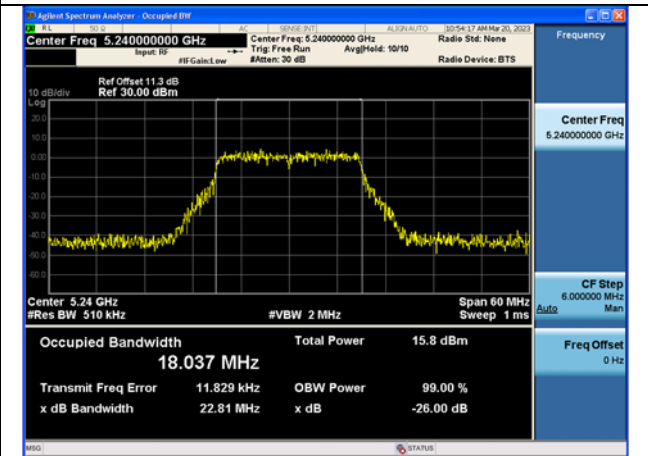 Agilent Spectrum Analyzer - Occupied BW
RL 50 Ω AC SENSE:INT ALIGNAUTO 10:54:17 AM Mar 20, 2023
Center Freq 5.240000000 GHz
Input: RF
#IFGain:Low
Center Freq: 5.240000000 GHz
Trig: Free Run Avg|Hold: 10/10
#Atten: 30 dB
Radio Std: None
Radio Device: BTS
Ref Offset 11.3 dB
10 dB/div Ref 30.00 dBm
Log
20.0
10.0
0.00
-10.0
-20.0
-30.0
-40.0
-50.0
-60.0
Center 5.24 GHz Span 60 MHz
#Res BW 510 kHz #VBW 2 MHz Sweep 1 ms
Occupied Bandwidth Total Power 15.8 dBm
18.037 MHz
Transmit Freq Error 11.829 kHz OBW Power 99.00 %
x dB Bandwidth 22.81 MHz x dB -26.00 dB
MSG STATUS
Frequency
Center Freq
5.240000000 GHz
CF Step
6.000000 MHz
Auto Man
Freq Offset
0 Hz